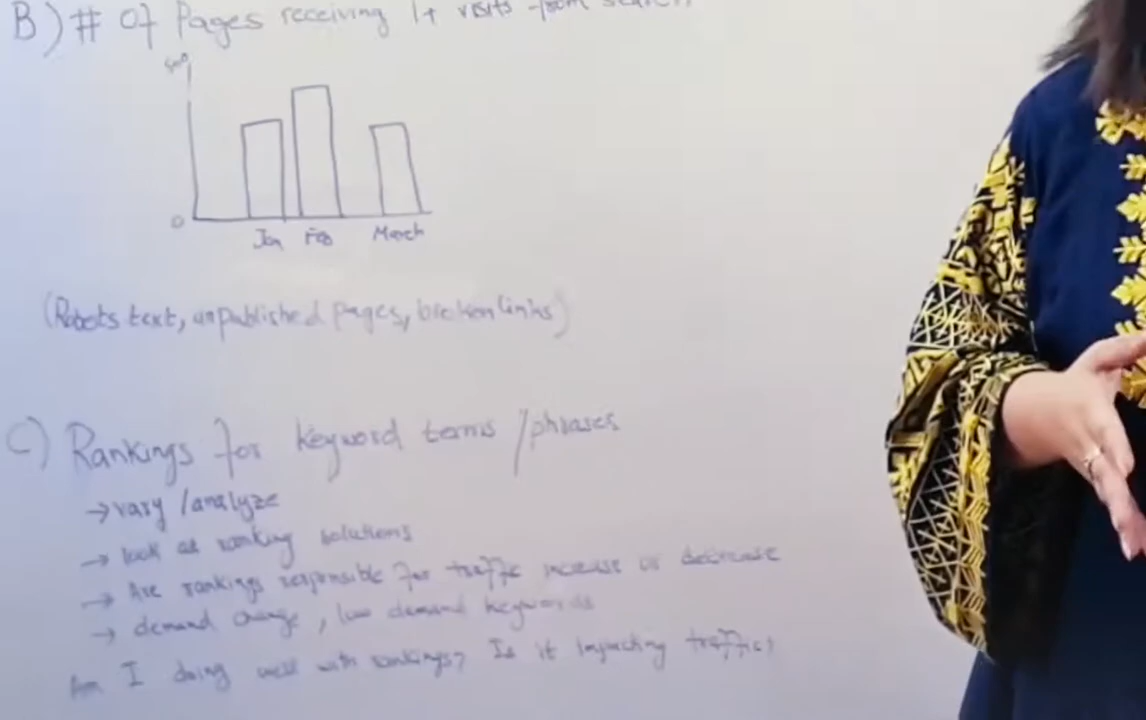 B) # of Pages receiving 1+ visits from search
500
0
Jan Feb March
(Robots text, unpublished pages, broken links)
C) Rankings for keyword terms / phrases
→ vary / analyze
→ look at ranking solutions
→ Are rankings responsible for traffic increase or decrease
→ demand change, low demand keywords
Am I doing well with rankings? Is it impacting traffic?